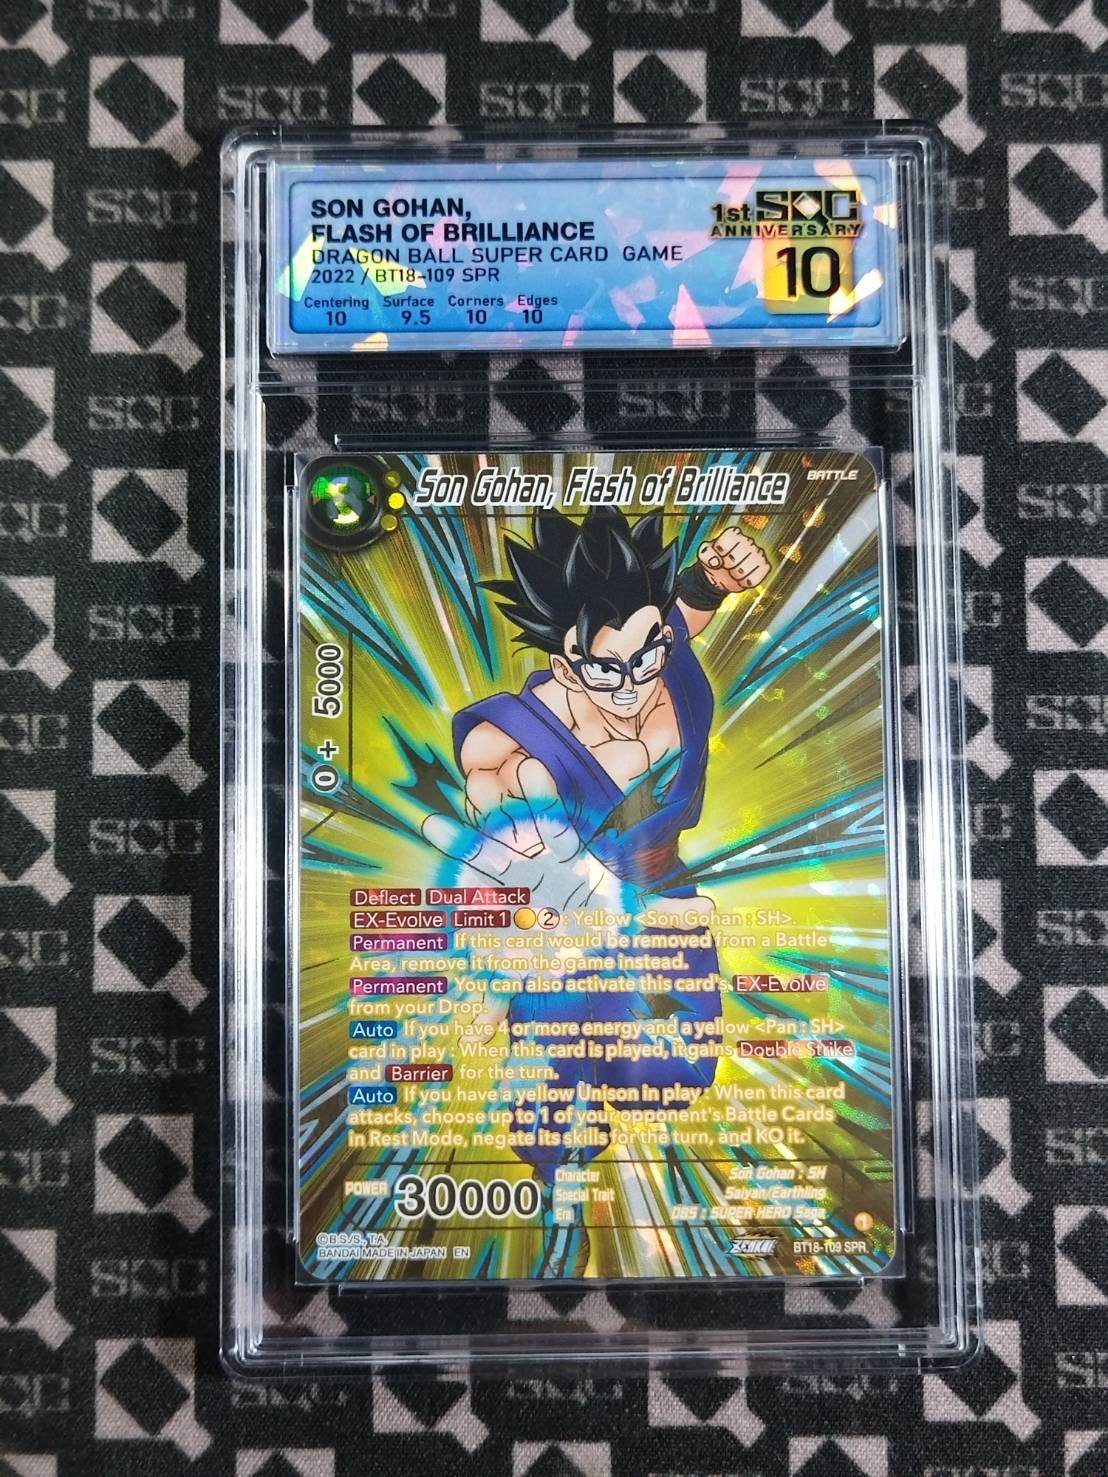 SON GOHAN,
FLASH OF BRILLIANCE
DRAGON BALL SUPER CARD GAME
2022 / BT18-109 SPR
Centering Surface Corners Edges
10 9.5 10 10
1st SQC
ANNIVERSARY
10
Son Gohan, Flash of Brilliance
BATTLE
0 + 5000
Deflect Dual Attack
EX-Evolve Limit 1 2 : Yellow <Son Gohan : SH>.
Permanent If this card would be removed from a Battle
Area, remove it from the game instead.
Permanent You can also activate this card's EX-Evolve
from your Drop.
Auto If you have 4 or more energy and a yellow <Pan : SH>
card in play : When this card is played, it gains Double Strike
and Barrier for the turn.
Auto If you have a yellow Unison in play : When this card
attacks, choose up to 1 of your opponent's Battle Cards
in Rest Mode, negate its skills for the turn, and KO it.
POWER 30000
Character Son Gohan : SH
Special Trait Saiyan/Earthling
Era DBS : SUPER HERO Saga
1
©B.S./S., T.A.
BANDAI MADE IN JAPAN EN
ZENKAI
BT18-109 SPR
SQC